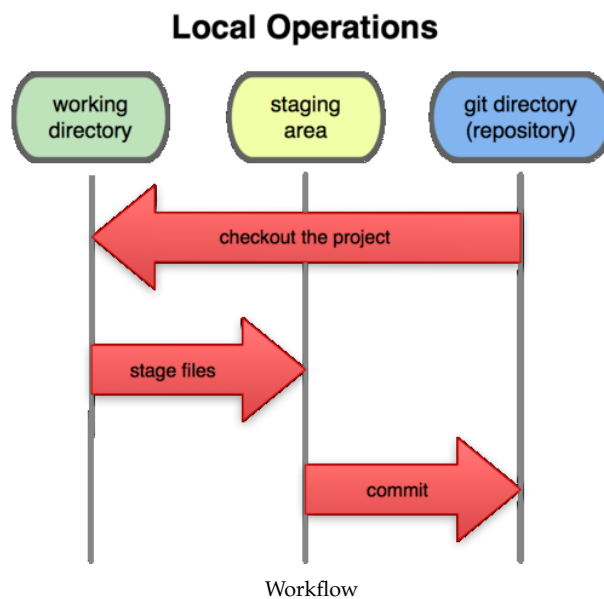 Local Operations
working
directory
staging
area
git directory
(repository)
checkout the project
stage files
commit
Workflow